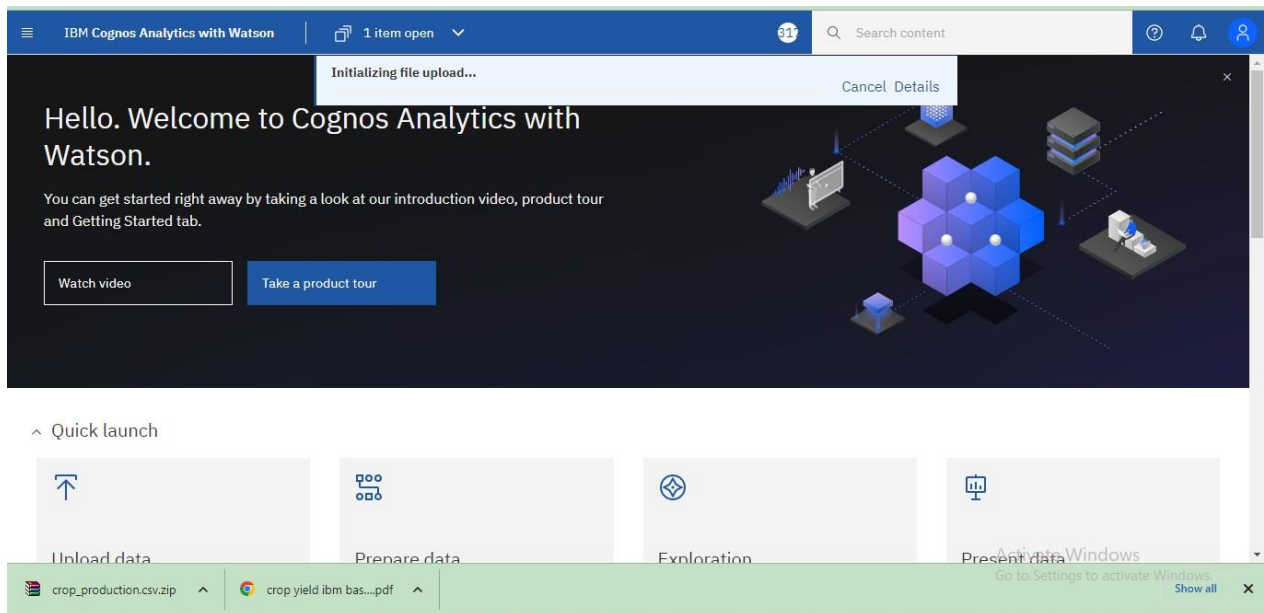 IBM Cognos Analytics with Watson
1 item open
31
Search content
Initializing file upload...
Cancel Details
Hello. Welcome to Cognos Analytics with
Watson.
You can get started right away by taking a look at our introduction video, product tour
and Getting Started tab.
Watch video
Take a product tour
Quick launch
Upload data
Prepare data
Exploration
Present data
Activate Windows
Go to Settings to activate Windows.
crop_production.csv.zip
crop yield ibm bas....pdf
Show all